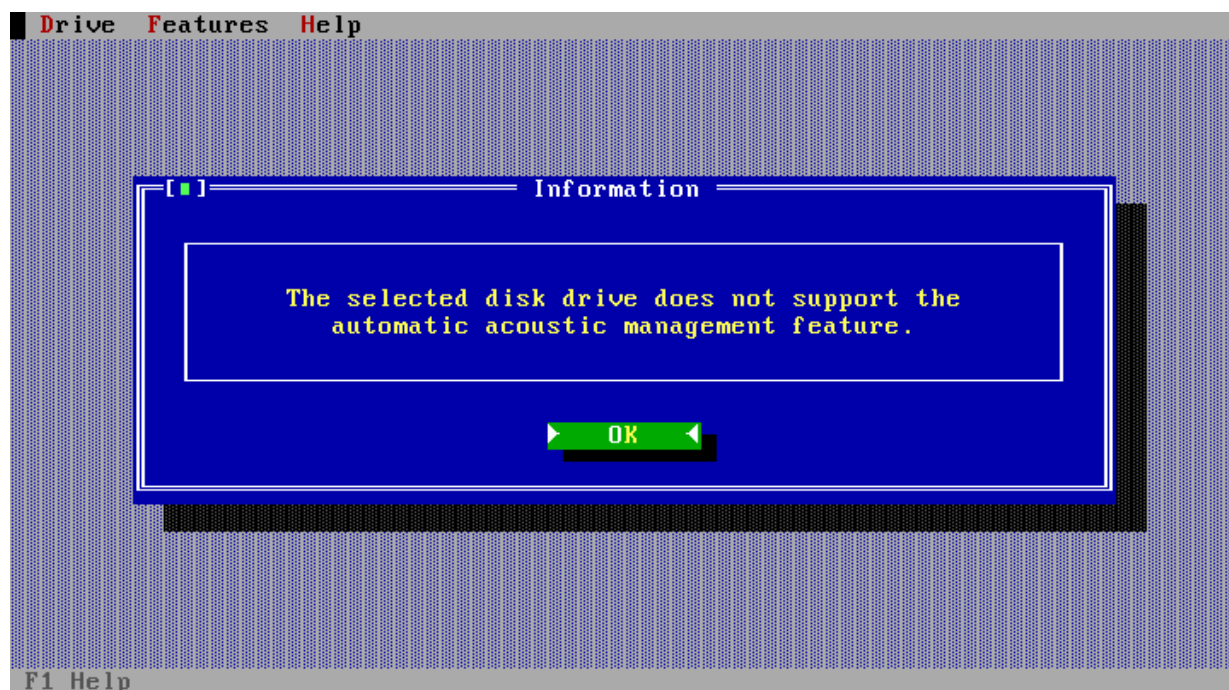 Drive Features Help
[■] Information
The selected disk drive does not support the
automatic acoustic management feature.
OK
F1 Help